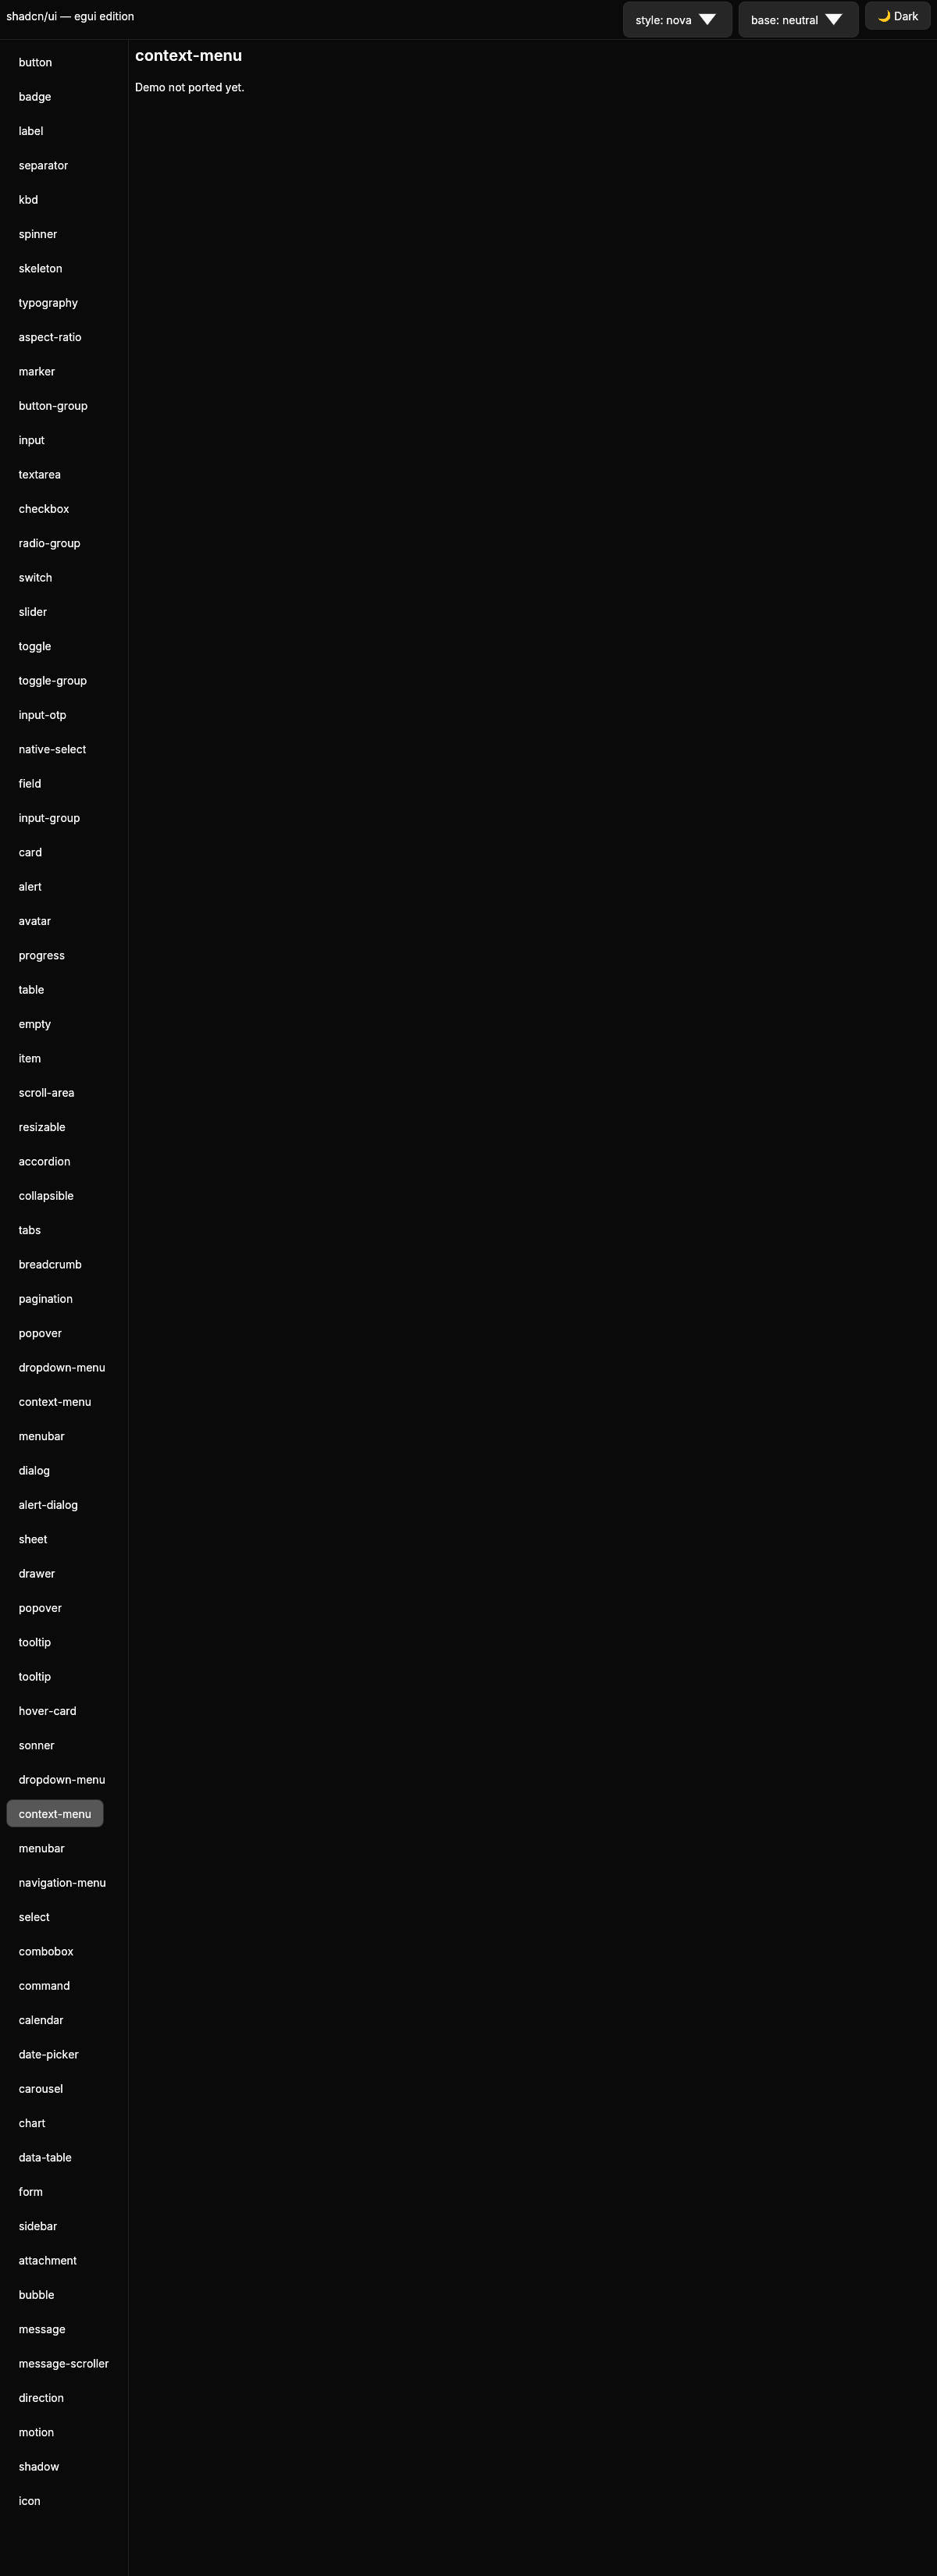 shadcn/ui — egui edition
style: nova
base: neutral
🌙 Dark
button
badge
label
separator
kbd
spinner
skeleton
typography
aspect-ratio
marker
button-group
input
textarea
checkbox
radio-group
switch
slider
toggle
toggle-group
input-otp
native-select
field
input-group
card
alert
avatar
progress
table
empty
item
scroll-area
resizable
accordion
collapsible
tabs
breadcrumb
pagination
popover
dropdown-menu
context-menu
menubar
dialog
alert-dialog
sheet
drawer
popover
tooltip
tooltip
hover-card
sonner
dropdown-menu
context-menu
menubar
navigation-menu
select
combobox
command
calendar
date-picker
carousel
chart
data-table
form
sidebar
attachment
bubble
message
message-scroller
direction
motion
shadow
icon
context-menu
Demo not ported yet.